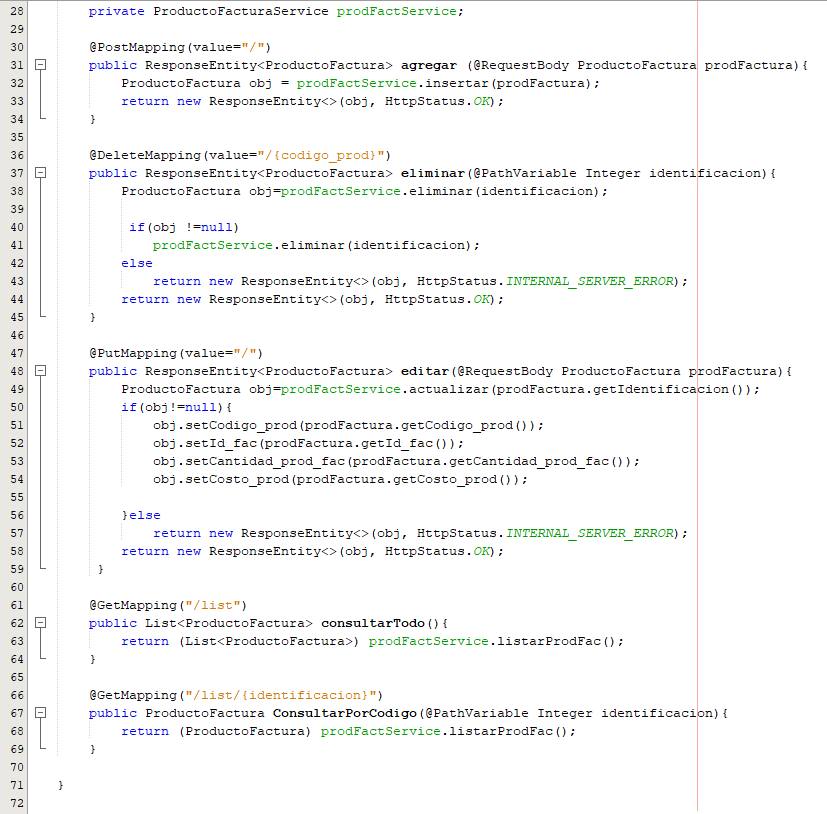 28 private ProductoFacturaService prodFactService;
29
30 @PostMapping(value="/")
31 public ResponseEntity<ProductoFactura> agregar (@RequestBody ProductoFactura prodFactura){
32 ProductoFactura obj = prodFactService.insertar(prodFactura);
33 return new ResponseEntity<>(obj, HttpStatus.OK);
34 }
35
36 @DeleteMapping(value="/{codigo_prod}")
37 public ResponseEntity<ProductoFactura> eliminar(@PathVariable Integer identificacion){
38 ProductoFactura obj=prodFactService.eliminar(identificacion);
39
40 if(obj !=null)
41 prodFactService.eliminar(identificacion);
42 else
43 return new ResponseEntity<>(obj, HttpStatus.INTERNAL_SERVER_ERROR);
44 return new ResponseEntity<>(obj, HttpStatus.OK);
45 }
46
47 @PutMapping(value="/")
48 public ResponseEntity<ProductoFactura> editar(@RequestBody ProductoFactura prodFactura){
49 ProductoFactura obj=prodFactService.actualizar(prodFactura.getIdentificacion());
50 if(obj!=null){
51 obj.setCodigo_prod(prodFactura.getCodigo_prod());
52 obj.setId_fac(prodFactura.getId_fac());
53 obj.setCantidad_prod_fac(prodFactura.getCantidad_prod_fac());
54 obj.setCosto_prod(prodFactura.getCosto_prod());
55
56 }else
57 return new ResponseEntity<>(obj, HttpStatus.INTERNAL_SERVER_ERROR);
58 return new ResponseEntity<>(obj, HttpStatus.OK);
59 }
60
61 @GetMapping("/list")
62 public List<ProductoFactura> consultarTodo(){
63 return (List<ProductoFactura>) prodFactService.listarProdFac();
64 }
65
66 @GetMapping("/list/{identificacion}")
67 public ProductoFactura ConsultarPorCodigo(@PathVariable Integer identificacion){
68 return (ProductoFactura) prodFactService.listarProdFac();
69 }
70
71 }
72